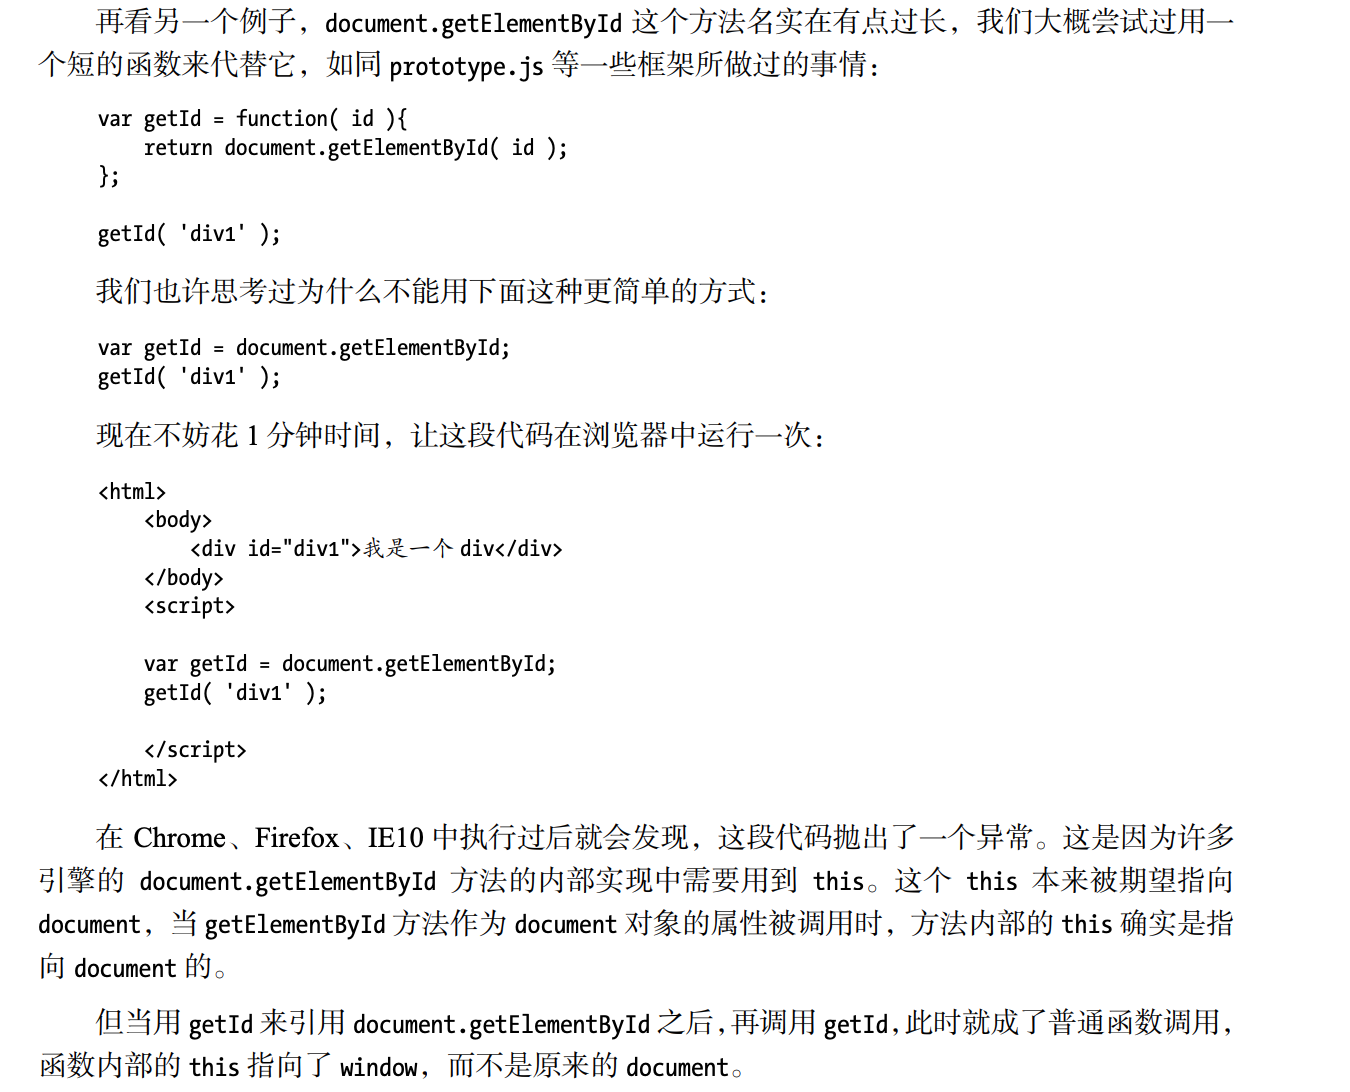 再看另一个例子，document.getElementById 这个方法名实在有点过长，我们大概尝试过用一
个短的函数来代替它，如同 prototype.js 等一些框架所做过的事情：
var getId = function( id ){
    return document.getElementById( id );
};
getId( 'div1' );
我们也许思考过为什么不能用下面这种更简单的方式：
var getId = document.getElementById;
getId( 'div1' );
现在不妨花 1 分钟时间，让这段代码在浏览器中运行一次：
<html>
    <body>
        <div id="div1">我是一个 div</div>
    </body>
    <script>
    var getId = document.getElementById;
    getId( 'div1' );
    </script>
</html>
在 Chrome、Firefox、IE10 中执行过后就会发现，这段代码抛出了一个异常。这是因为许多
引擎的 document.getElementById 方法的内部实现中需要用到 this。这个 this 本来被期望指向
document，当 getElementById 方法作为 document 对象的属性被调用时，方法内部的 this 确实是指
向 document 的。
但当用 getId 来引用 document.getElementById 之后，再调用 getId，此时就成了普通函数调用，
函数内部的 this 指向了 window，而不是原来的 document。